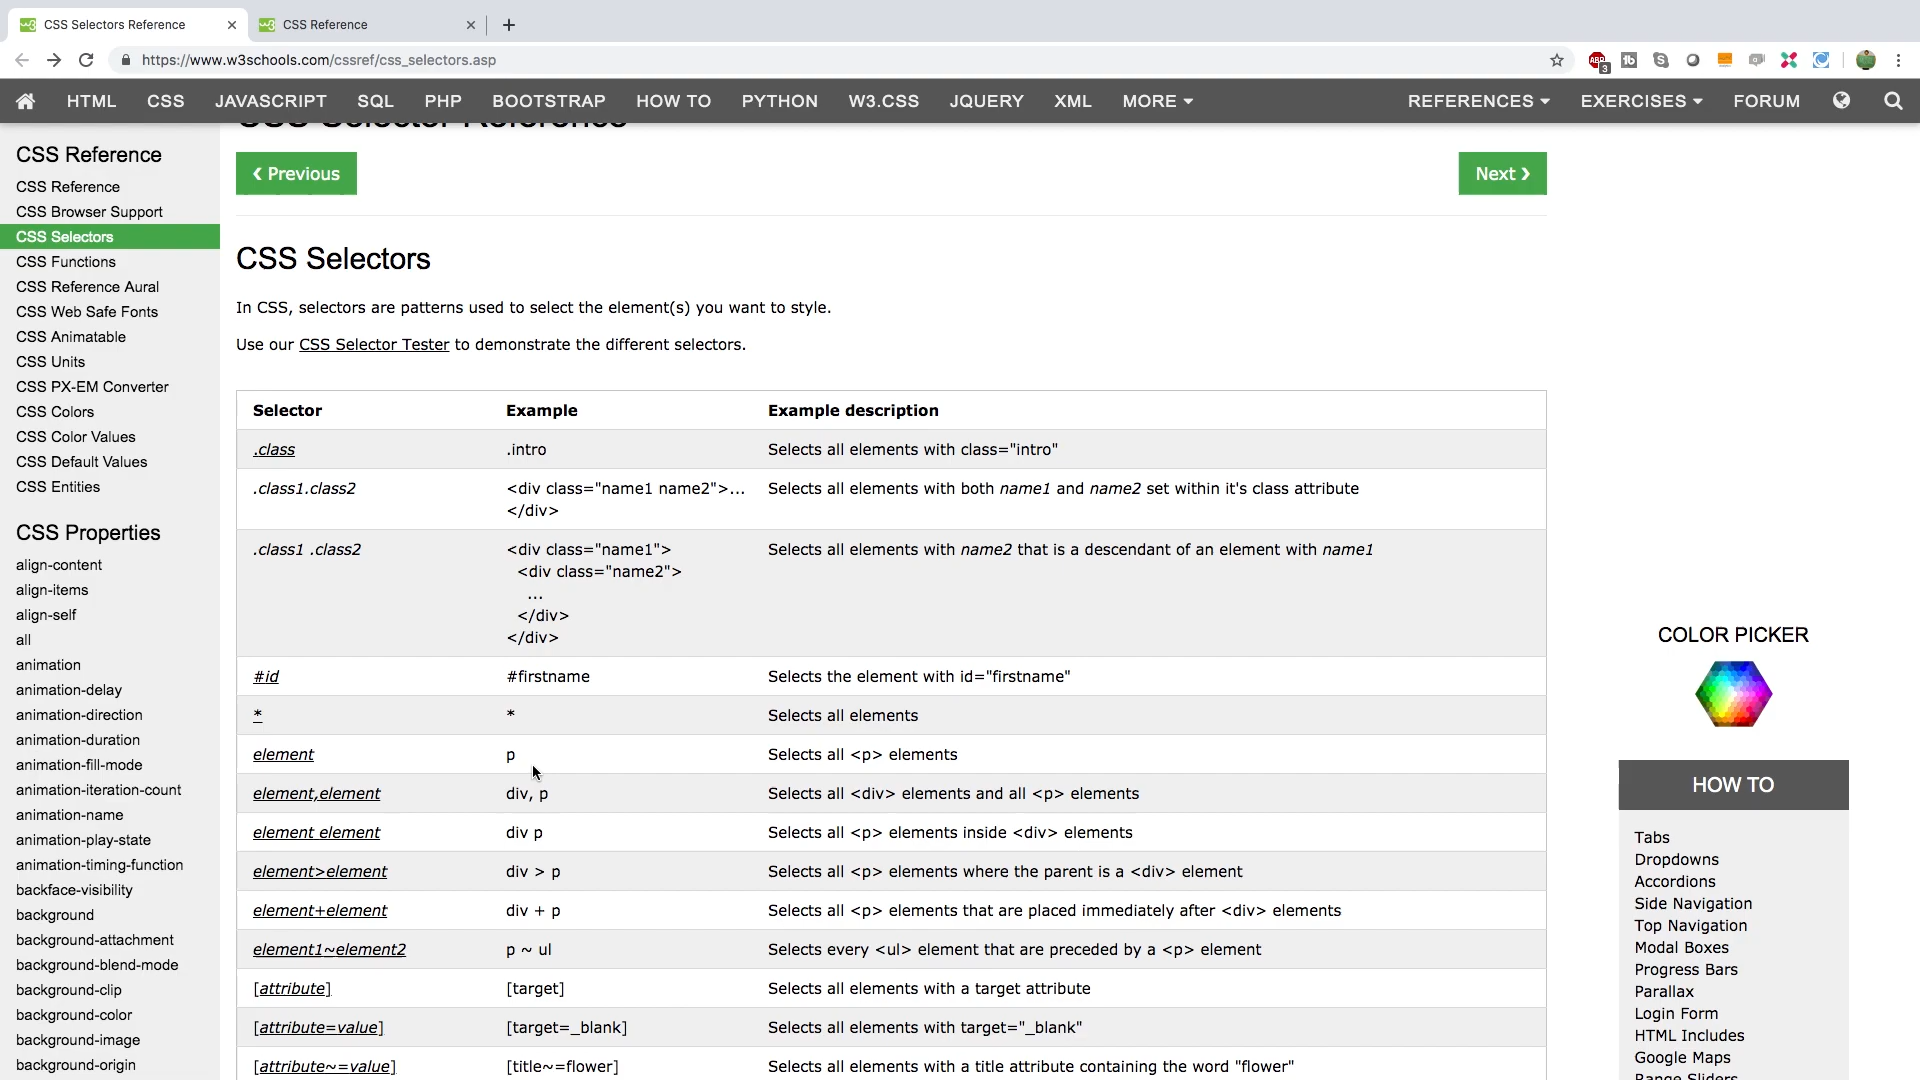 CSS Selectors Reference
CSS Reference
https://www.w3schools.com/cssref/css_selectors.asp
ABP
3
HTML CSS JAVASCRIPT SQL PHP BOOTSTRAP HOW TO PYTHON W3.CSS JQUERY XML MORE REFERENCES EXERCISES FORUM
CSS Selector Reference
CSS Reference
CSS Reference
CSS Browser Support
CSS Selectors
CSS Functions
CSS Reference Aural
CSS Web Safe Fonts
CSS Animatable
CSS Units
CSS PX-EM Converter
CSS Colors
CSS Color Values
CSS Default Values
CSS Entities
CSS Properties
align-content
align-items
align-self
all
animation
animation-delay
animation-direction
animation-duration
animation-fill-mode
animation-iteration-count
animation-name
animation-play-state
animation-timing-function
backface-visibility
background
background-attachment
background-blend-mode
background-clip
background-color
background-image
background-origin
❮ Previous
Next ❯
CSS Selectors
In CSS, selectors are patterns used to select the element(s) you want to style.
Use our CSS Selector Tester to demonstrate the different selectors.
Selector Example Example description
.class .intro Selects all elements with class="intro"
.class1.class2 <div class="name1 name2">... Selects all elements with both name1 and name2 set within it's class attribute
</div>
.class1 .class2 <div class="name1"> Selects all elements with name2 that is a descendant of an element with name1
<div class="name2">
...
</div>
</div>
#id #firstname Selects the element with id="firstname"
* * Selects all elements
element p Selects all <p> elements
element,element div, p Selects all <div> elements and all <p> elements
element element div p Selects all <p> elements inside <div> elements
element>element div > p Selects all <p> elements where the parent is a <div> element
element+element div + p Selects all <p> elements that are placed immediately after <div> elements
element1~element2 p ~ ul Selects every <ul> element that are preceded by a <p> element
[attribute] [target] Selects all elements with a target attribute
[attribute=value] [target=_blank] Selects all elements with target="_blank"
[attribute~=value] [title~=flower] Selects all elements with a title attribute containing the word "flower"
COLOR PICKER
HOW TO
Tabs
Dropdowns
Accordions
Side Navigation
Top Navigation
Modal Boxes
Progress Bars
Parallax
Login Form
HTML Includes
Google Maps
Range Sliders